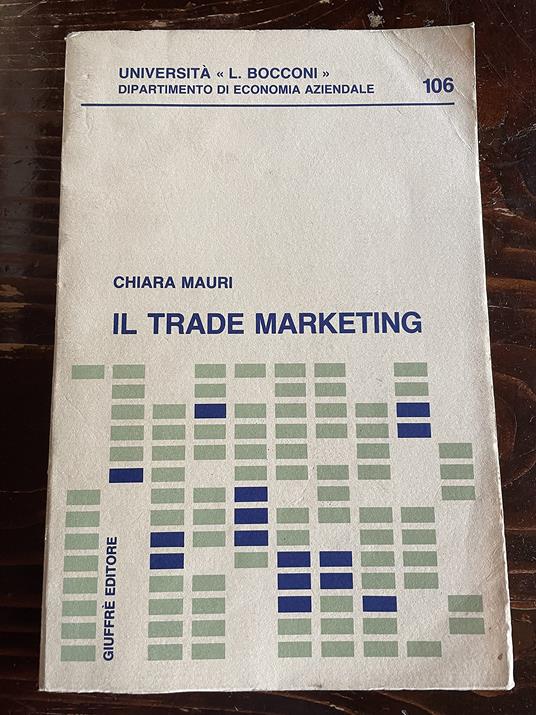 UNIVERSITÀ « L. BOCCONI »
DIPARTIMENTO DI ECONOMIA AZIENDALE 106
CHIARA MAURI
IL TRADE MARKETING
GIUFFRÈ EDITORE